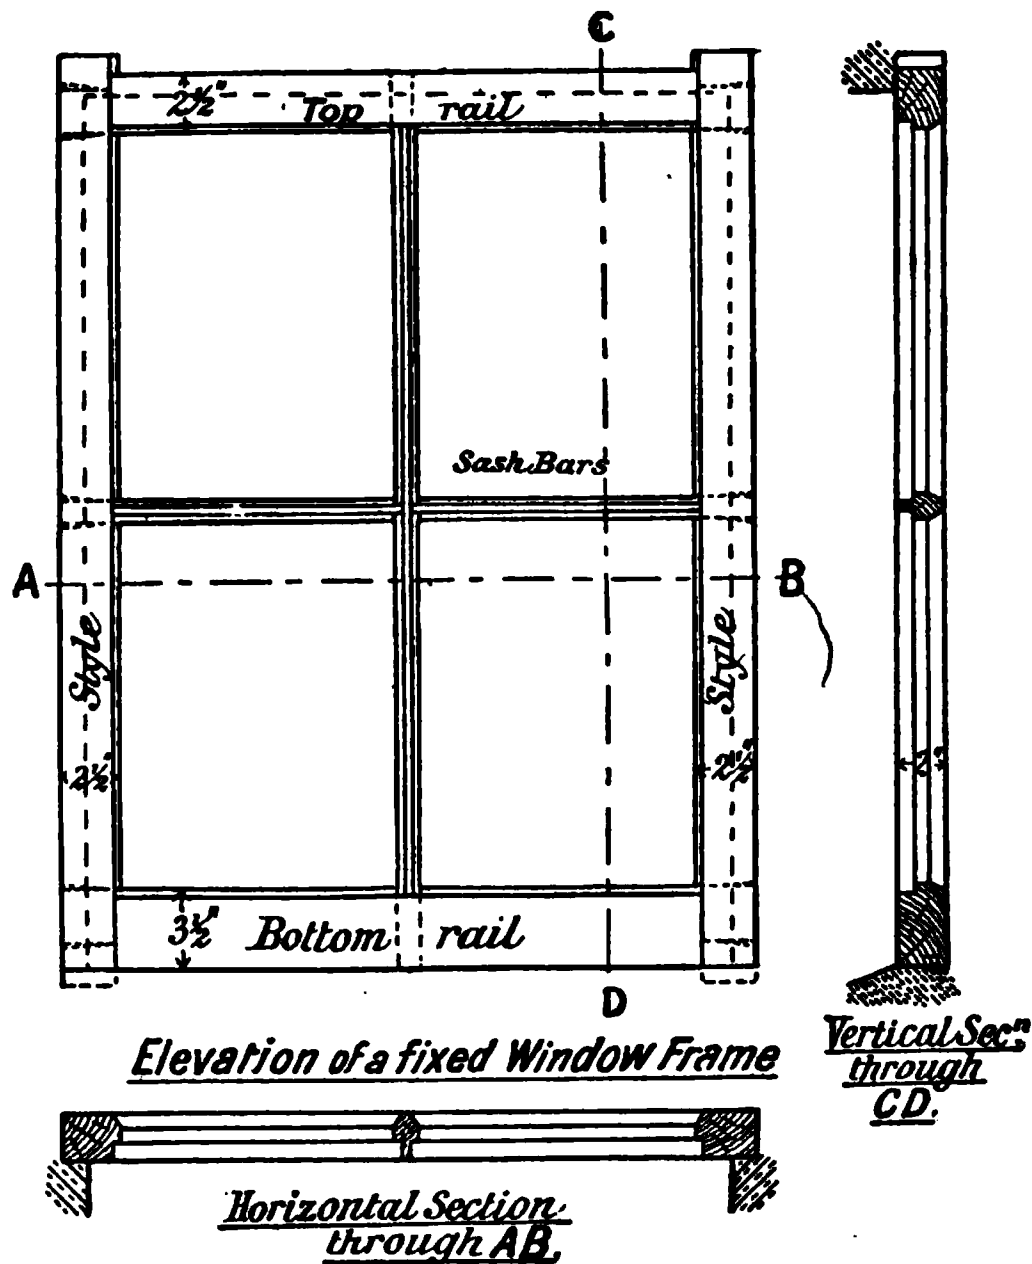 C
2½"
Top rail
Sash Bars
A
B
Style
Style
2½"
2½"
2"
3½"
Bottom rail
D
Elevation of a fixed Window Frame
Vertical Secⁿ
through
CD.
Horizontal Section
through AB.